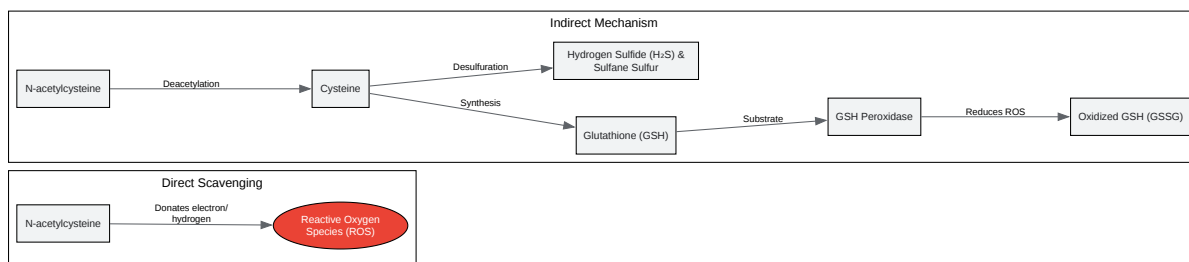 Indirect Mechanism
N-acetylcysteine
Deacetylation
Cysteine
Desulfuration
Hydrogen Sulfide (H₂S) &
Sulfane Sulfur
Synthesis
Glutathione (GSH)
Substrate
GSH Peroxidase
Reduces ROS
Oxidized GSH (GSSG)
Direct Scavenging
N-acetylcysteine
Donates electron/
hydrogen
Reactive Oxygen
Species (ROS)